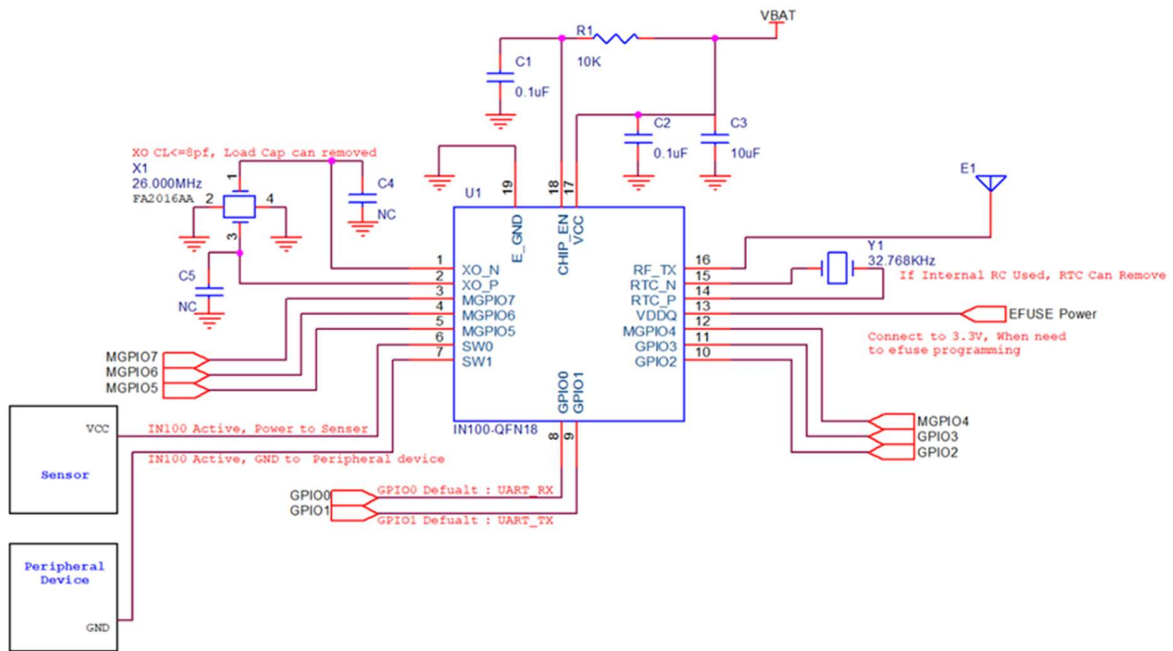 VBAT
R1
10K
C1
0.1uF
C2
0.1uF
C3
10uF
XO CL<=8pf, Load Cap can removed
X1
26.000MHz
FA2016AA
1
2
4
3
C4
NC
C5
NC
E1
U1
19
18
17
E_GND
CHIP_EN
VCC
1
XO_N
2
XO_P
3
MGPIO7
4
MGPIO6
5
MGPIO5
6
SW0
7
SW1
RF_TX
16
RTC_N
15
RTC_P
14
VDDQ
13
MGPIO4
12
GPIO3
11
GPIO2
10
GPIO0
GPIO1
8
9
IN100-QFN18
Y1
32.768KHz
If Internal RC Used, RTC Can Remove
EFUSE Power
Connect to 3.3V, When need
to efuse programming
MGPIO7
MGPIO6
MGPIO5
MGPIO4
GPIO3
GPIO2
VCC
Sensor
IN100 Active, Power to Sensor
IN100 Active, GND to Peripheral device
GPIO0
GPIO0 Defualt : UART_RX
GPIO1
GPIO1 Defualt : UART_TX
Peripheral
Device
GND